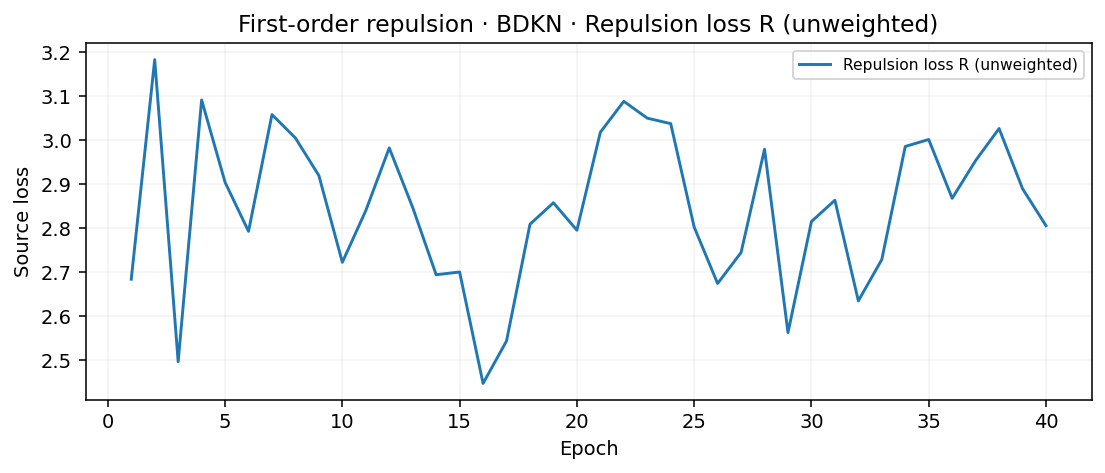 First-order repulsion · BDKN · Repulsion loss R (unweighted)
Repulsion loss R (unweighted)
Source loss
3.2
3.1
3.0
2.9
2.8
2.7
2.6
2.5
0 5 10 15 20 25 30 35 40
Epoch